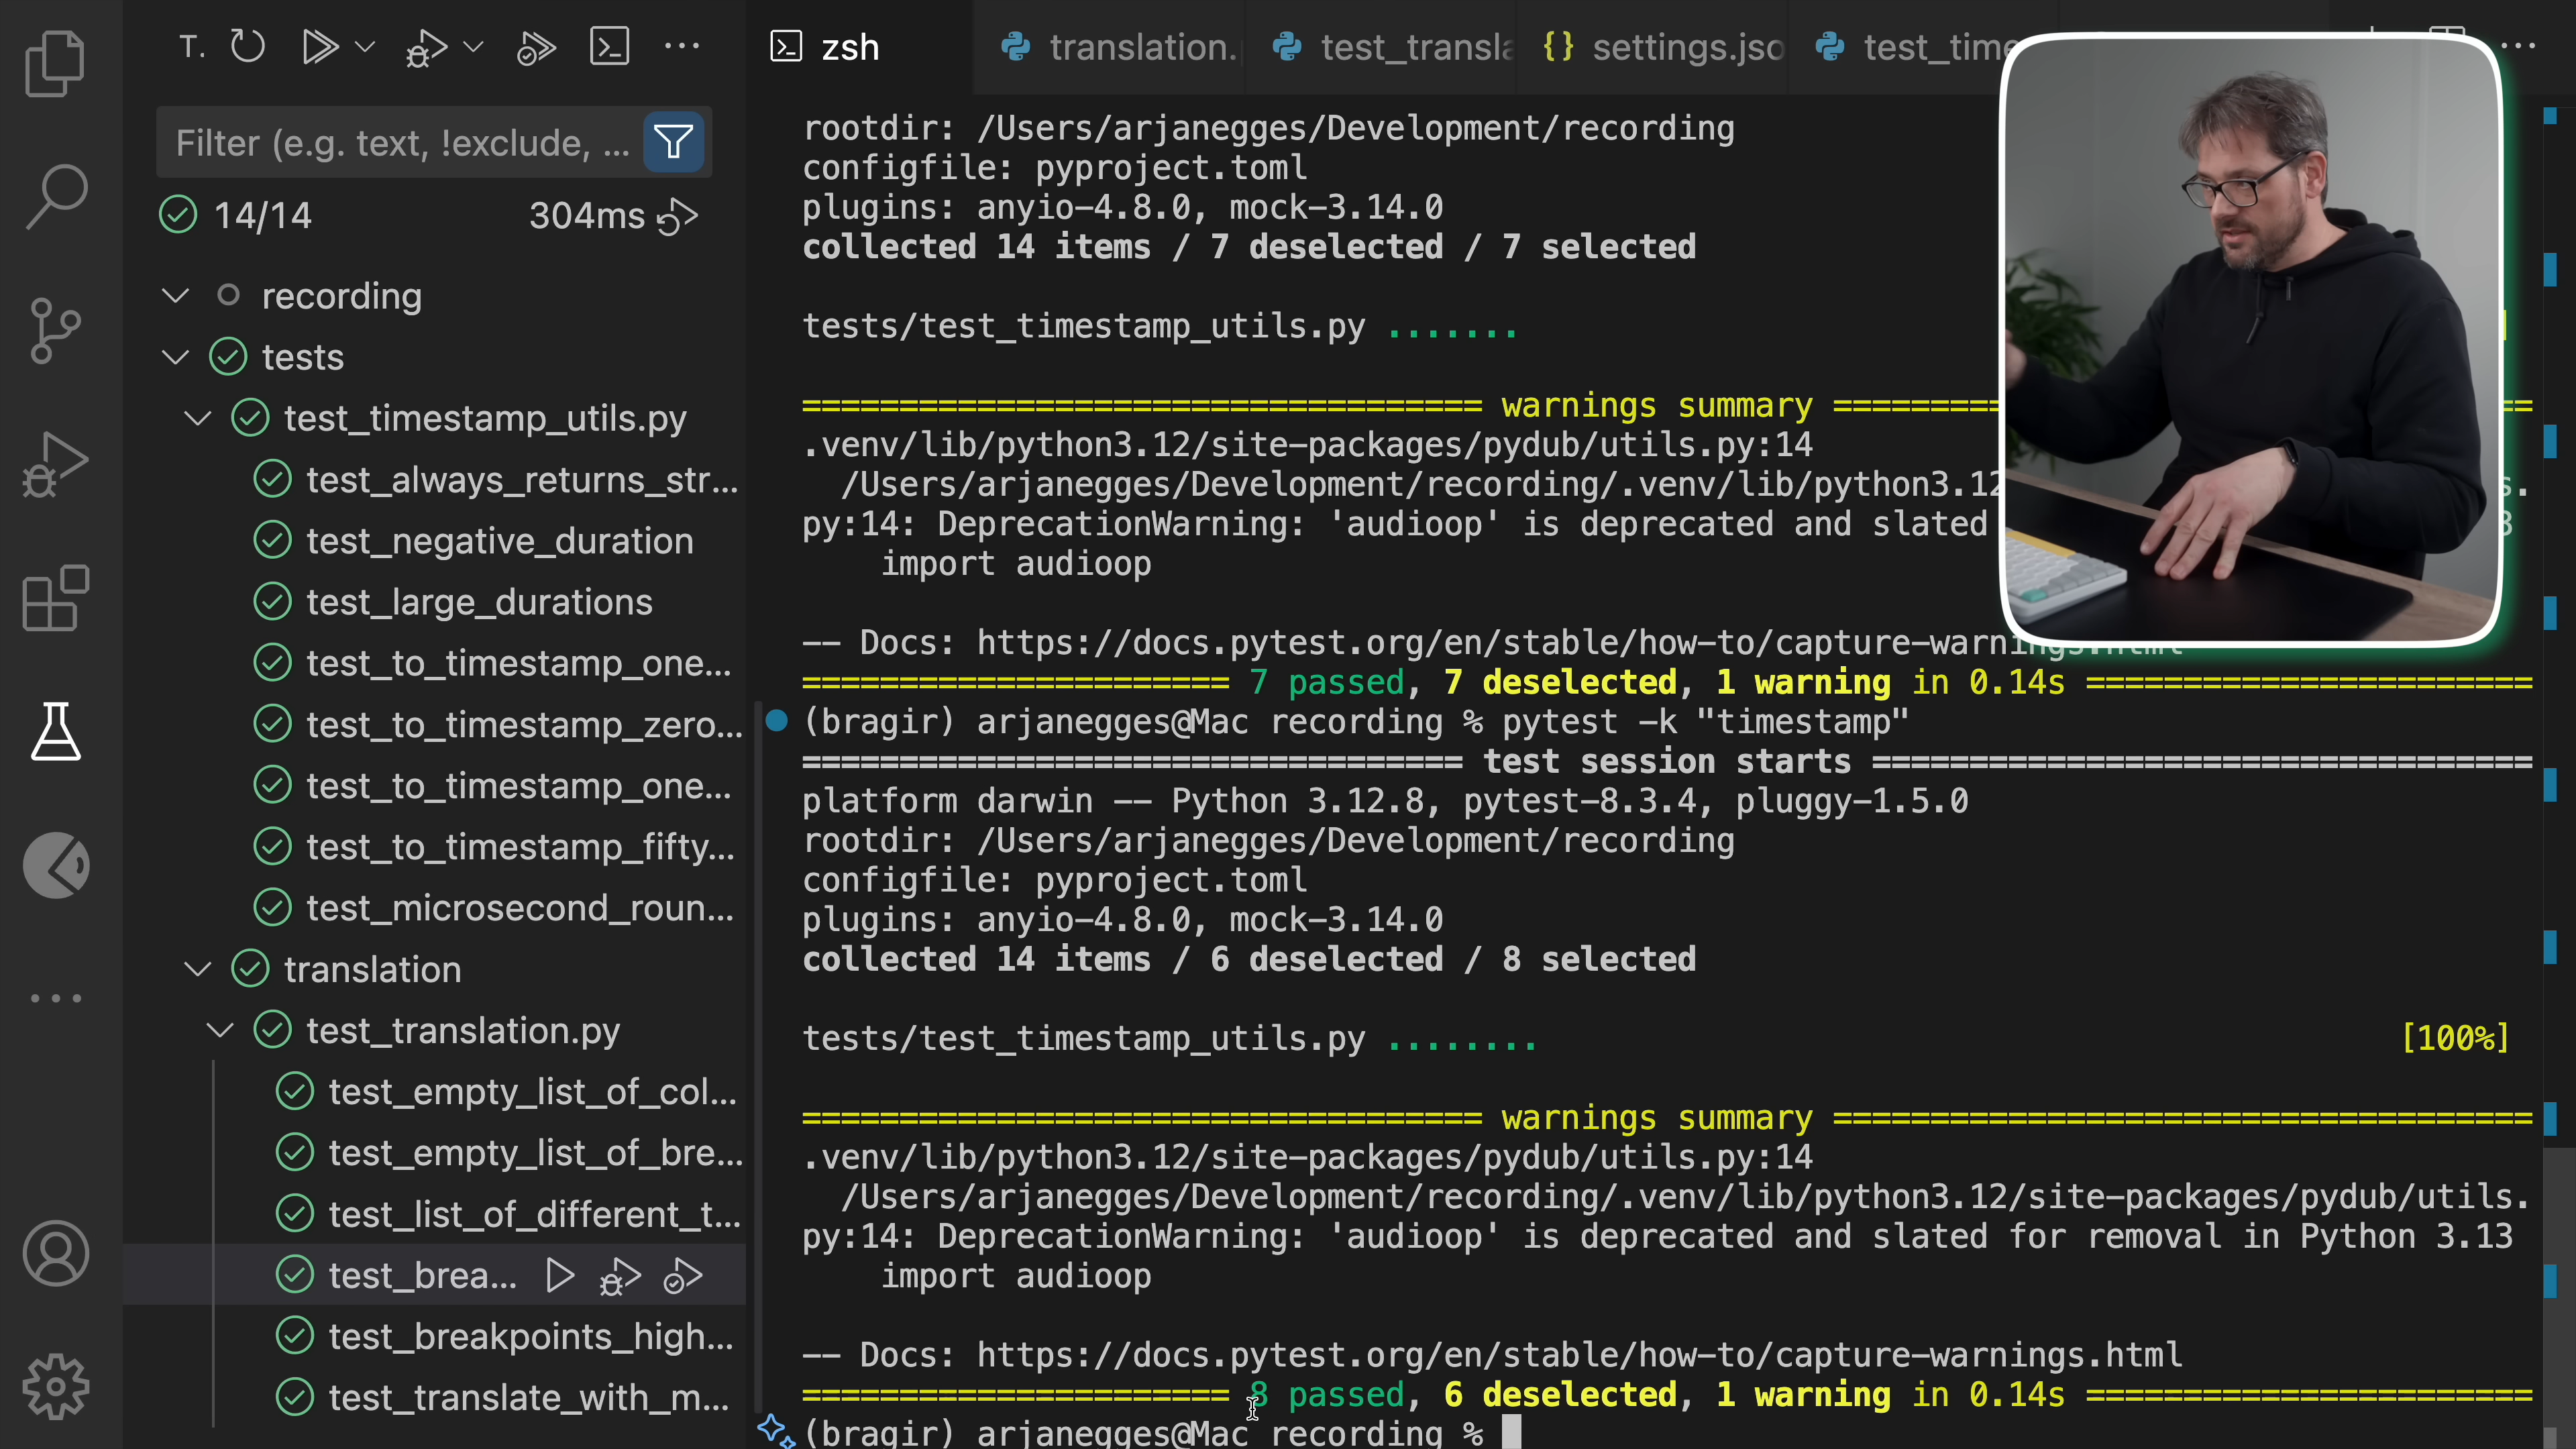 T.
Filter (e.g. text, !exclude, ...
14/14 304ms
recording
tests
test_timestamp_utils.py
test_always_returns_str...
test_negative_duration
test_large_durations
test_to_timestamp_one...
test_to_timestamp_zero...
test_to_timestamp_one...
test_to_timestamp_fifty...
test_microsecond_roun...
translation
test_translation.py
test_empty_list_of_col...
test_empty_list_of_bre...
test_list_of_different_t...
test_brea...
test_breakpoints_high...
test_translate_with_m...
zsh translation. test_transla {} settings.jso test_time
rootdir: /Users/arjanegges/Development/recording
configfile: pyproject.toml
plugins: anyio-4.8.0, mock-3.14.0
collected 14 items / 7 deselected / 7 selected
tests/test_timestamp_utils.py .......
=================================== warnings summary =========
.venv/lib/python3.12/site-packages/pydub/utils.py:14
/Users/arjanegges/Development/recording/.venv/lib/python3.12 s.
py:14: DeprecationWarning: 'audioop' is deprecated and slated 3
import audioop
-- Docs: https://docs.pytest.org/en/stable/how-to/capture-warnings.html
====================== 7 passed, 7 deselected, 1 warning in 0.14s =======================
(bragir) arjanegges@Mac recording % pytest -k "timestamp"
================================== test session starts ==================================
platform darwin -- Python 3.12.8, pytest-8.3.4, pluggy-1.5.0
rootdir: /Users/arjanegges/Development/recording
configfile: pyproject.toml
plugins: anyio-4.8.0, mock-3.14.0
collected 14 items / 6 deselected / 8 selected
tests/test_timestamp_utils.py ........ [100%]
=================================== warnings summary ====================================
.venv/lib/python3.12/site-packages/pydub/utils.py:14
/Users/arjanegges/Development/recording/.venv/lib/python3.12/site-packages/pydub/utils.
py:14: DeprecationWarning: 'audioop' is deprecated and slated for removal in Python 3.13
import audioop
-- Docs: https://docs.pytest.org/en/stable/how-to/capture-warnings.html
====================== 8 passed, 6 deselected, 1 warning in 0.14s =======================
(bragir) arjanegges@Mac recording %